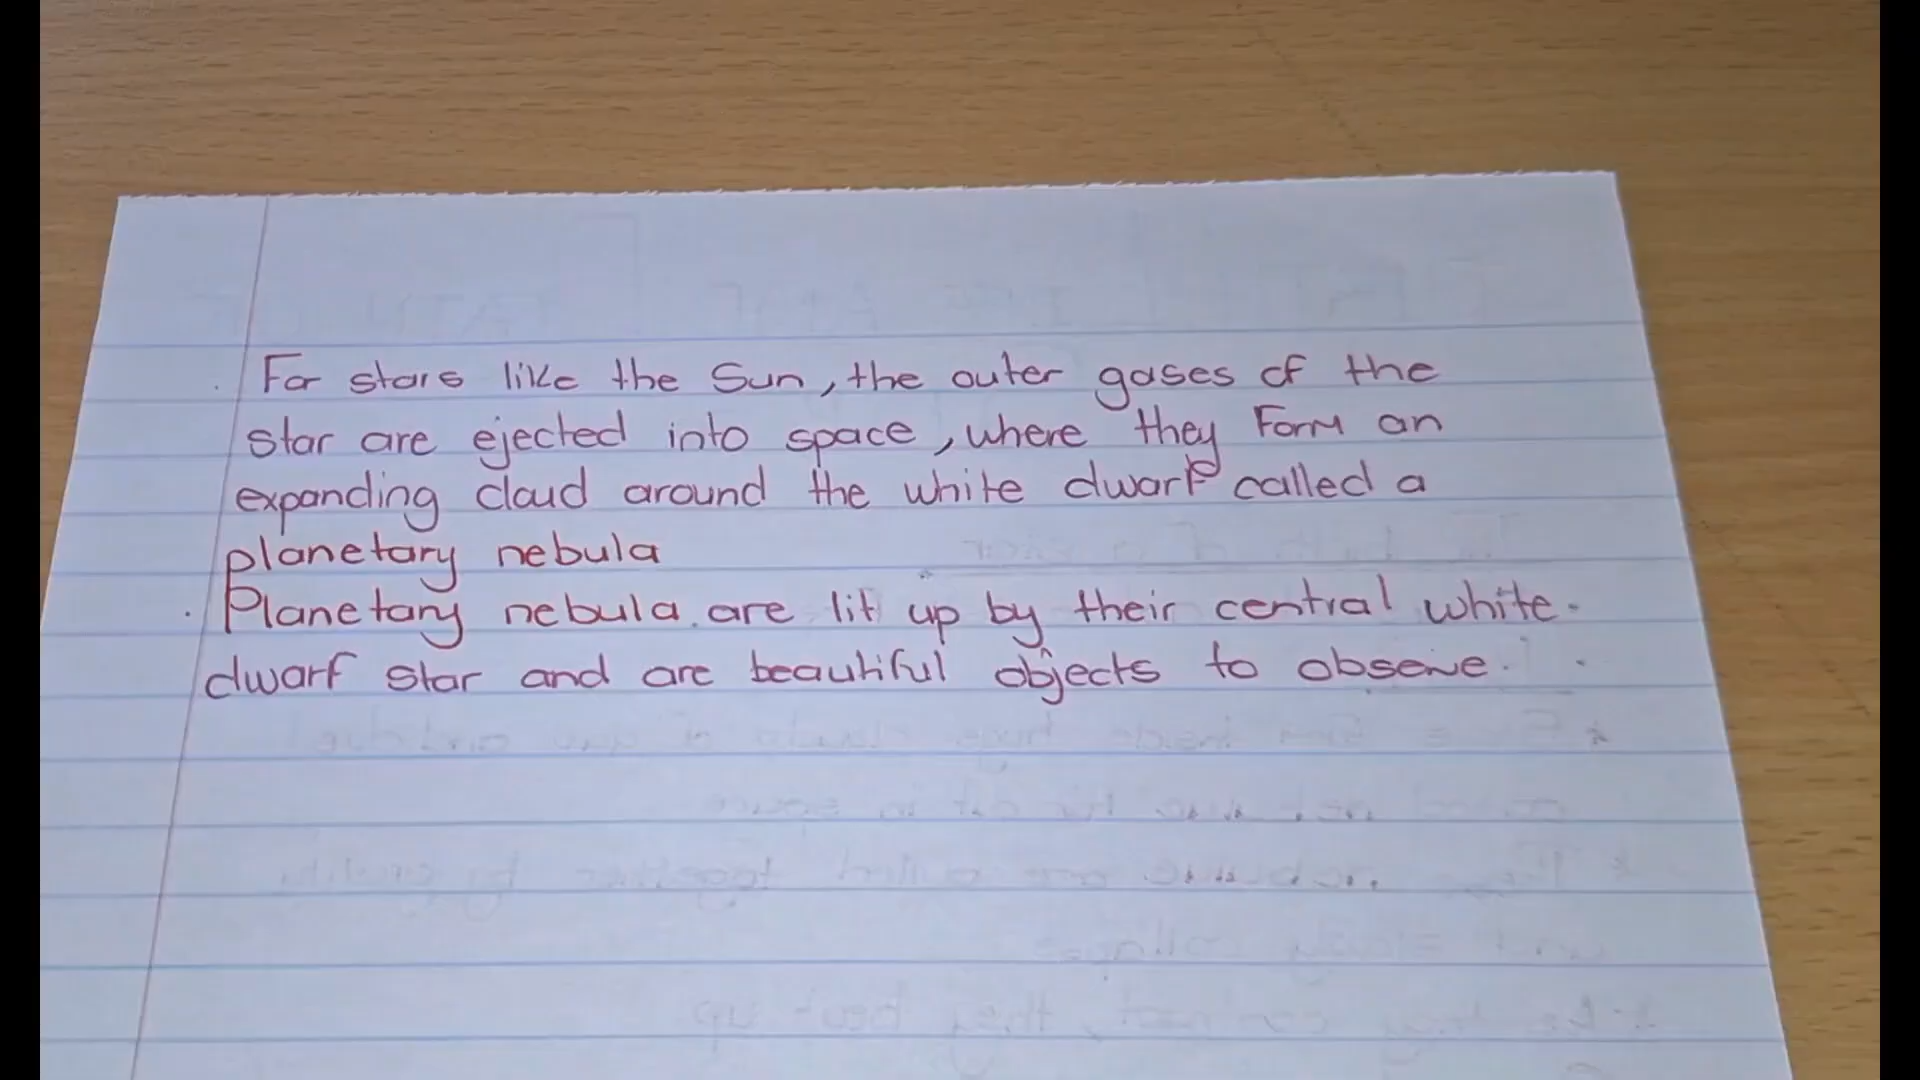 . For stars like the Sun, the outer gases of the
star are ejected into space, where they Form an
expanding cloud around the white dwarf called a
planetary nebula
. Planetary nebula are lit up by their central white
dwarf star and are beautiful objects to observe.